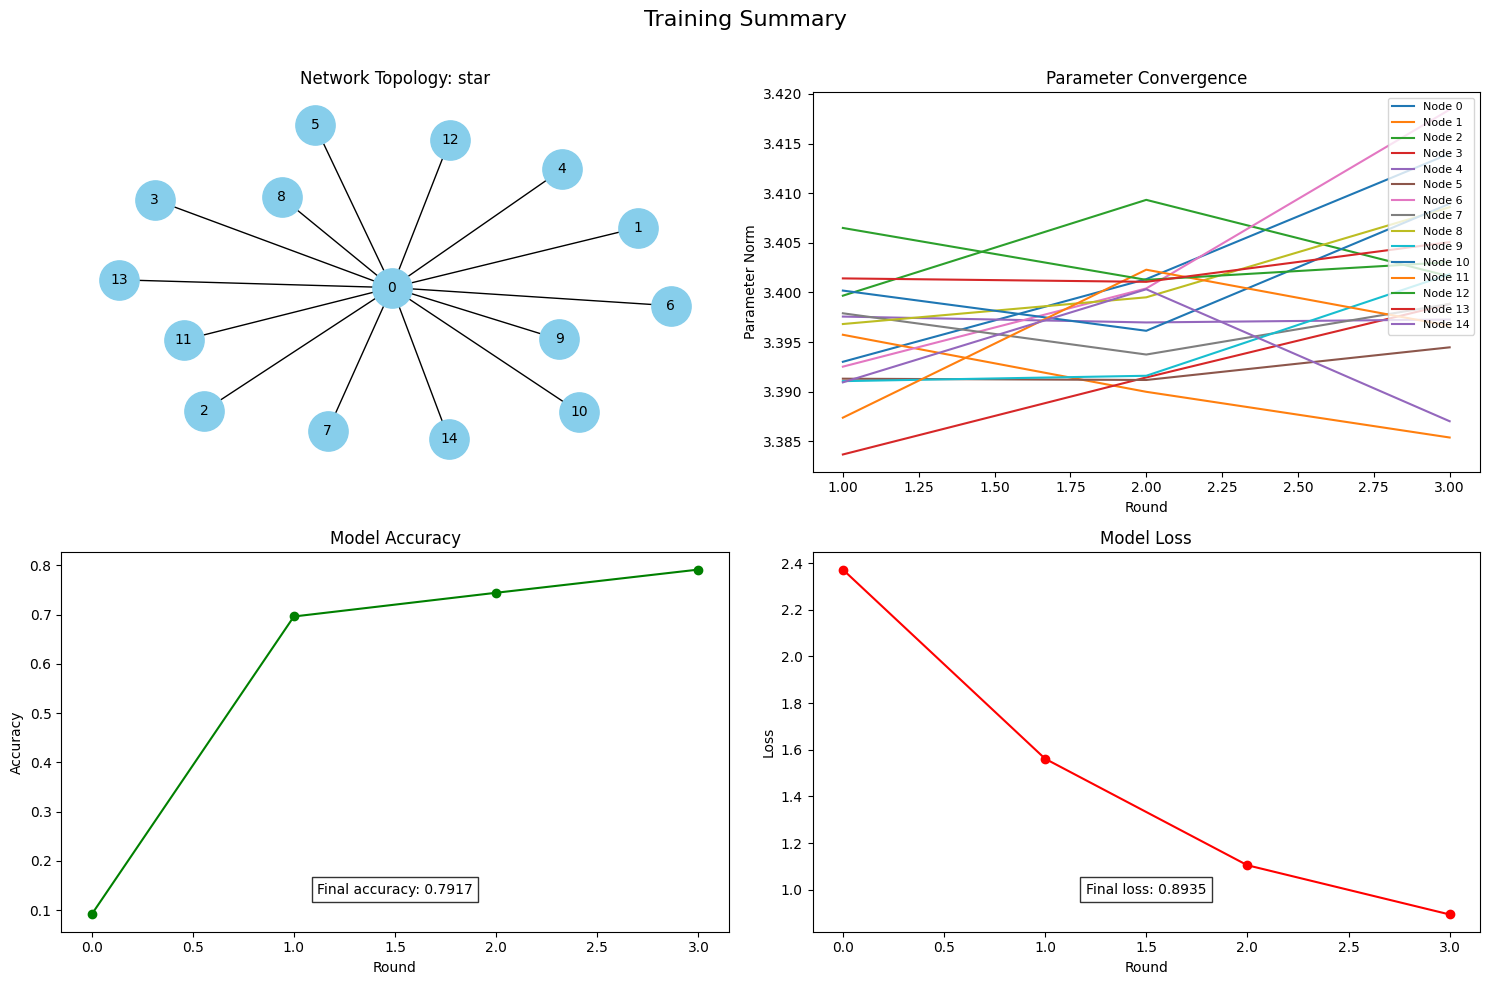 Training Summary
Network Topology: star
5
12
4
3
8
1
13
0
6
11
9
2
10
7
14
Parameter Convergence
Parameter Norm
3.420
3.415
3.410
3.405
3.400
3.395
3.390
3.385
Node 0
Node 1
Node 2
Node 3
Node 4
Node 5
Node 6
Node 7
Node 8
Node 9
Node 10
Node 11
Node 12
Node 13
Node 14
1.00 1.25 1.50 1.75 2.00 2.25 2.50 2.75 3.00
Round
Model Accuracy
Accuracy
0.8
0.7
0.6
0.5
0.4
0.3
0.2
0.1
Final accuracy: 0.7917
0.0 0.5 1.0 1.5 2.0 2.5 3.0
Round
Model Loss
Loss
2.4
2.2
2.0
1.8
1.6
1.4
1.2
1.0
Final loss: 0.8935
0.0 0.5 1.0 1.5 2.0 2.5 3.0
Round